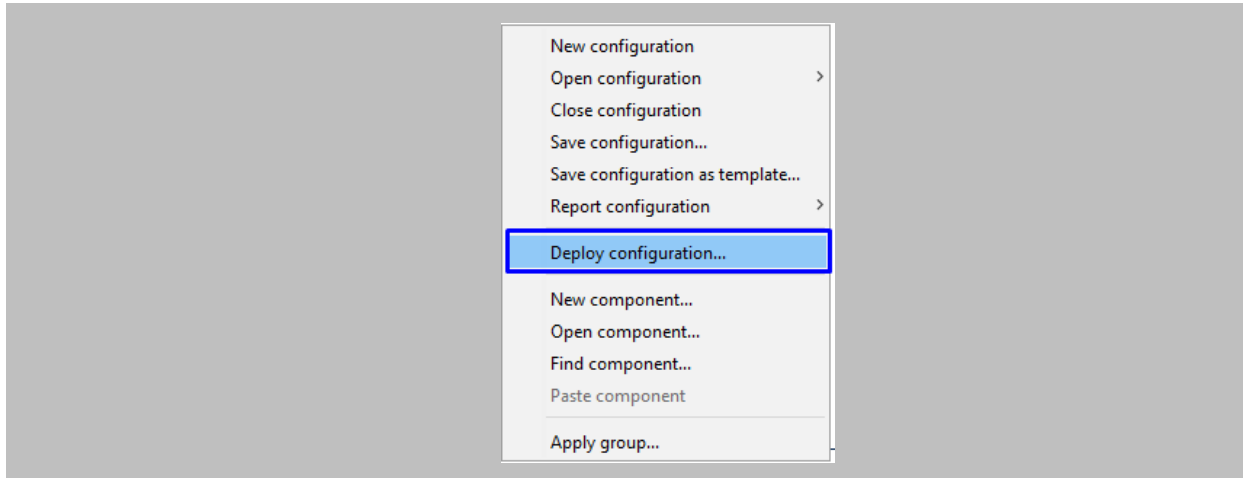 New configuration
Open configuration
Close configuration
Save configuration...
Save configuration as template...
Report configuration
Deploy configuration...
New component...
Open component...
Find component...
Paste component
Apply group...